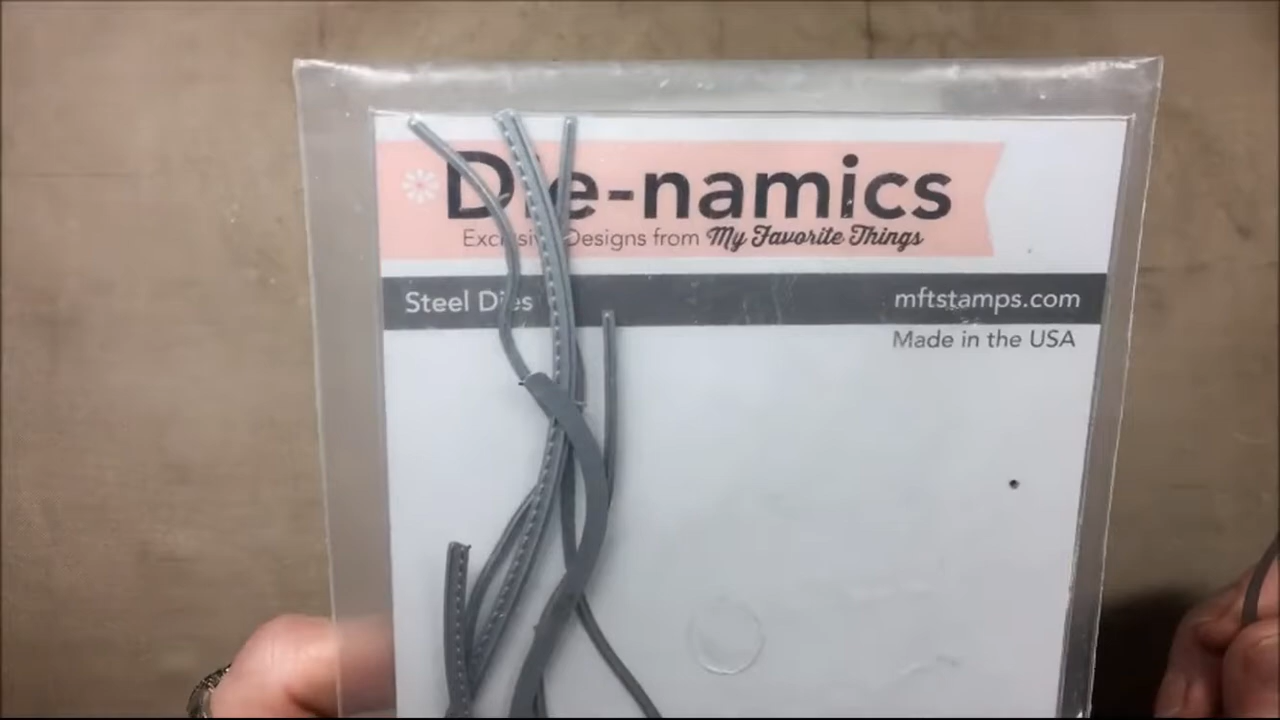 Die-namics
Exclusive Designs from My Favorite Things
Steel Dies
mftstamps.com
Made in the USA